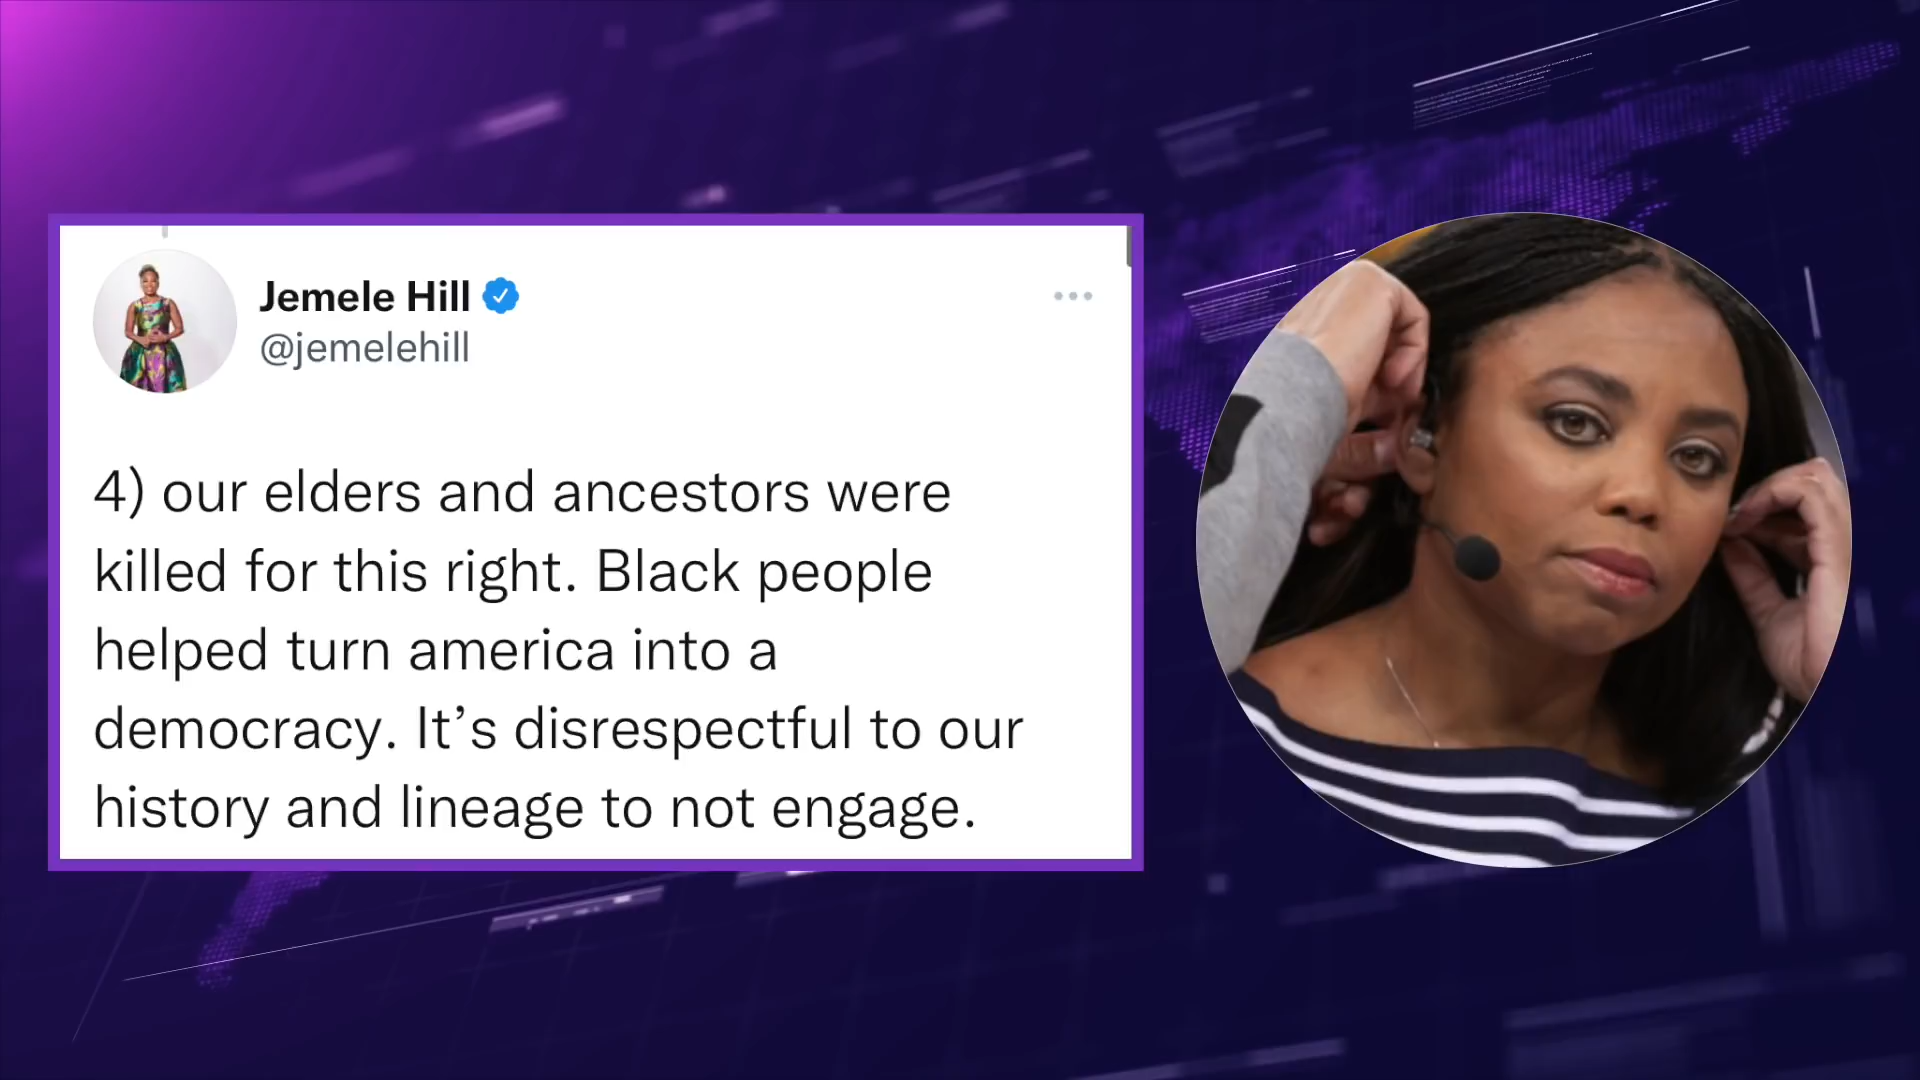 Jemele Hill
@jemelehill
4) our elders and ancestors were
killed for this right. Black people
helped turn america into a
democracy. It’s disrespectful to our
history and lineage to not engage.